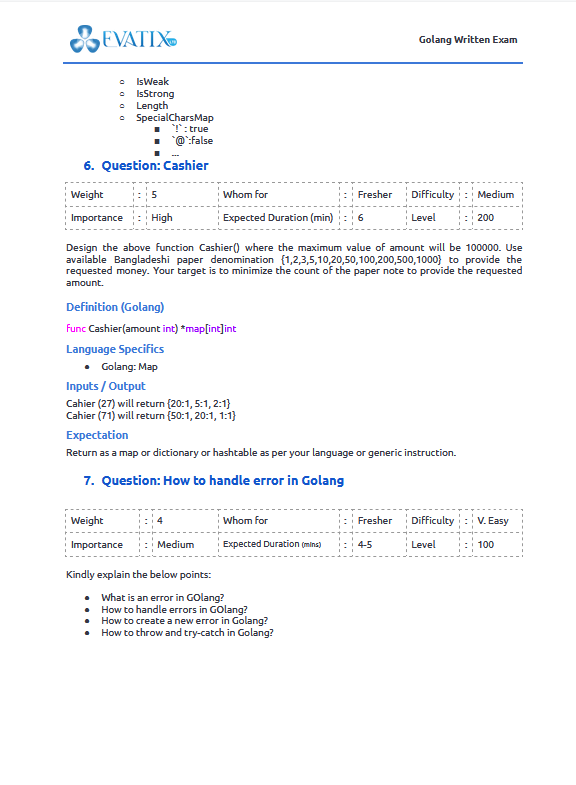 EVATIX
Golang Written Exam
○ IsWeak
○ IsStrong
○ Length
○ SpecialCharsMap
■ `!` : true
■ `@`:false
■ ...
6. Question: Cashier
Weight : 5 Whom for : Fresher Difficulty : Medium
Importance : High Expected Duration (min) : 6 Level : 200
Design the above function Cashier() where the maximum value of amount will be 100000. Use
available Bangladeshi paper denomination {1,2,3,5,10,20,50,100,200,500,1000} to provide the
requested money. Your target is to minimize the count of the paper note to provide the requested
amount.
Definition (Golang)
func Cashier(amount int) *map[int]int
Language Specifics
● Golang: Map
Inputs / Output
Cahier (27) will return {20:1, 5:1, 2:1}
Cahier (71) will return {50:1, 20:1, 1:1}
Expectation
Return as a map or dictionary or hashtable as per your language or generic instruction.
7. Question: How to handle error in Golang
Weight : 4 Whom for : Fresher Difficulty : V. Easy
Importance : Medium Expected Duration (mins) : 4-5 Level : 100
Kindly explain the below points:
● What is an error in GOlang?
● How to handle errors in GOlang?
● How to create a new error in Golang?
● How to throw and try-catch in Golang?